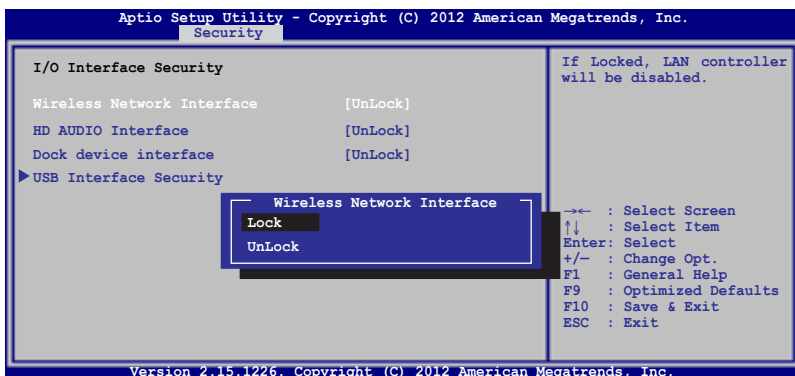 Aptio Setup Utility - Copyright (C) 2012 American Megatrends, Inc.
Security
I/O Interface Security
Wireless Network Interface [UnLock]
HD AUDIO Interface [UnLock]
Dock device interface [UnLock]
USB Interface Security
Wireless Network Interface
Lock
UnLock
If Locked, LAN controller
will be disabled.
→← : Select Screen
↑↓ : Select Item
Enter: Select
+/— : Change Opt.
F1 : General Help
F9 : Optimized Defaults
F10 : Save & Exit
ESC : Exit
Version 2.15.1226. Copyright (C) 2012 American Megatrends, Inc.